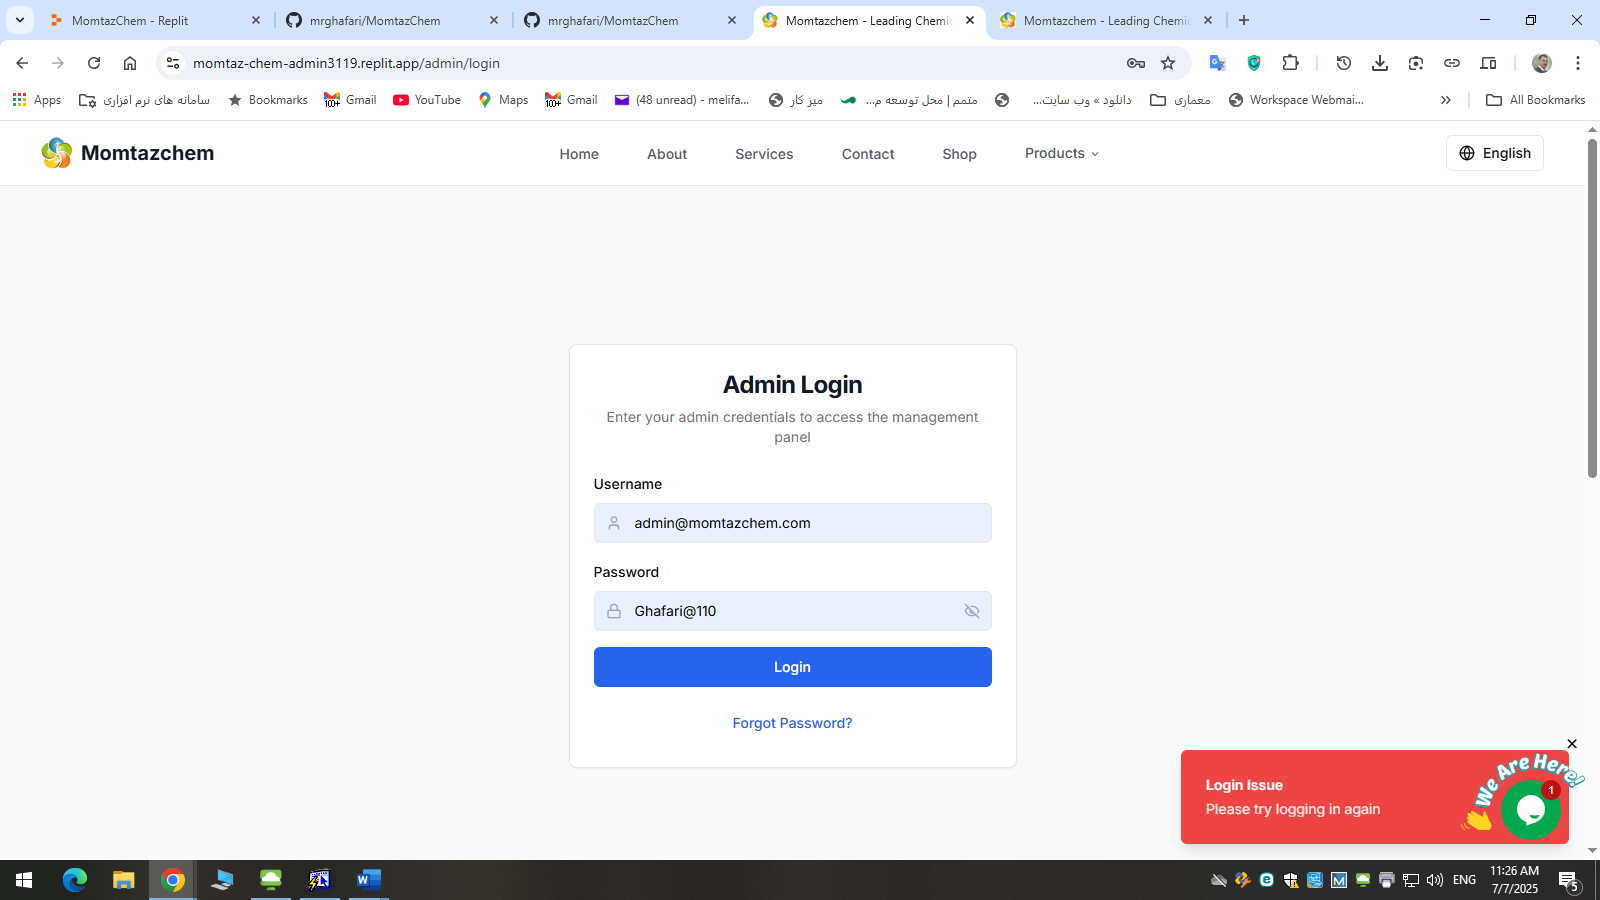 MomtazChem - Replit
mrghafari/MomtazChem
mrghafari/MomtazChem
Momtazchem - Leading Chemic
Momtazchem - Leading Chemic
momtaz-chem-admin3119.replit.app/admin/login
Apps
سامانه های نرم افزاری
Bookmarks
Gmail
YouTube
Maps
Gmail
(48 unread) - melifa...
میز کار
متمم | محل توسعه م...
دانلود » وب سایت...
معماری
Workspace Webmai...
All Bookmarks
Momtazchem
Home
About
Services
Contact
Shop
Products
English
Admin Login
Enter your admin credentials to access the management
panel
Username
admin@momtazchem.com
Password
Ghafari@110
Login
Forgot Password?
Login Issue
Please try logging in again
We Are Here!
1
ENG
11:26 AM
7/7/2025
5